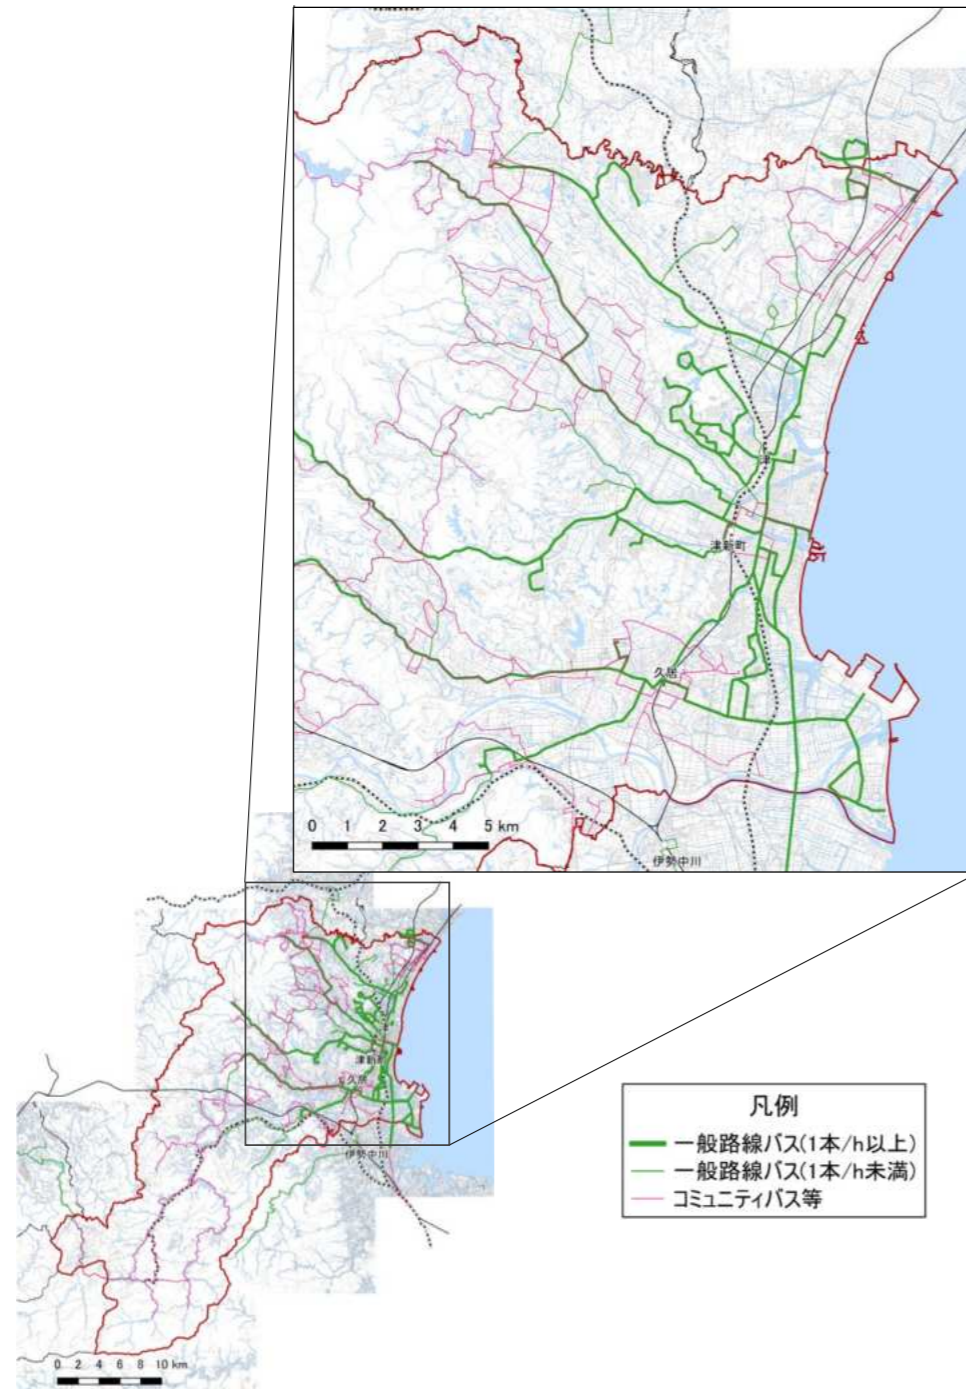 津
津新町
久居
0 1 2 3 4 5 km
伊勢中川
津新町
久居
伊勢中川
凡例
一般路線バス(1本/h以上)
一般路線バス(1本/h未満)
コミュニティバス等
0 2 4 6 8 10 km